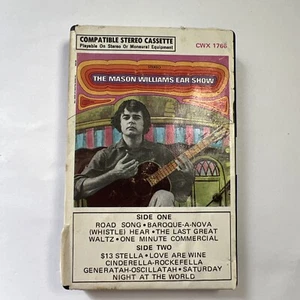 COMPATIBLE STEREO CASSETTE
Playable On Stereo Or Monaural Equipment
CWX 1766
THE MASON WILLIAMS EAR SHOW
SIDE ONE
ROAD SONG • BAROQUE-A-NOVA
(WHISTLE) HEAR • THE LAST GREAT
WALTZ • ONE MINUTE COMMERCIAL
SIDE TWO
$13 STELLA • LOVE ARE WINE
CINDERELLA-ROCKEFELLA
GENERATAH-OSCILLATAH • SATURDAY
NIGHT AT THE WORLD